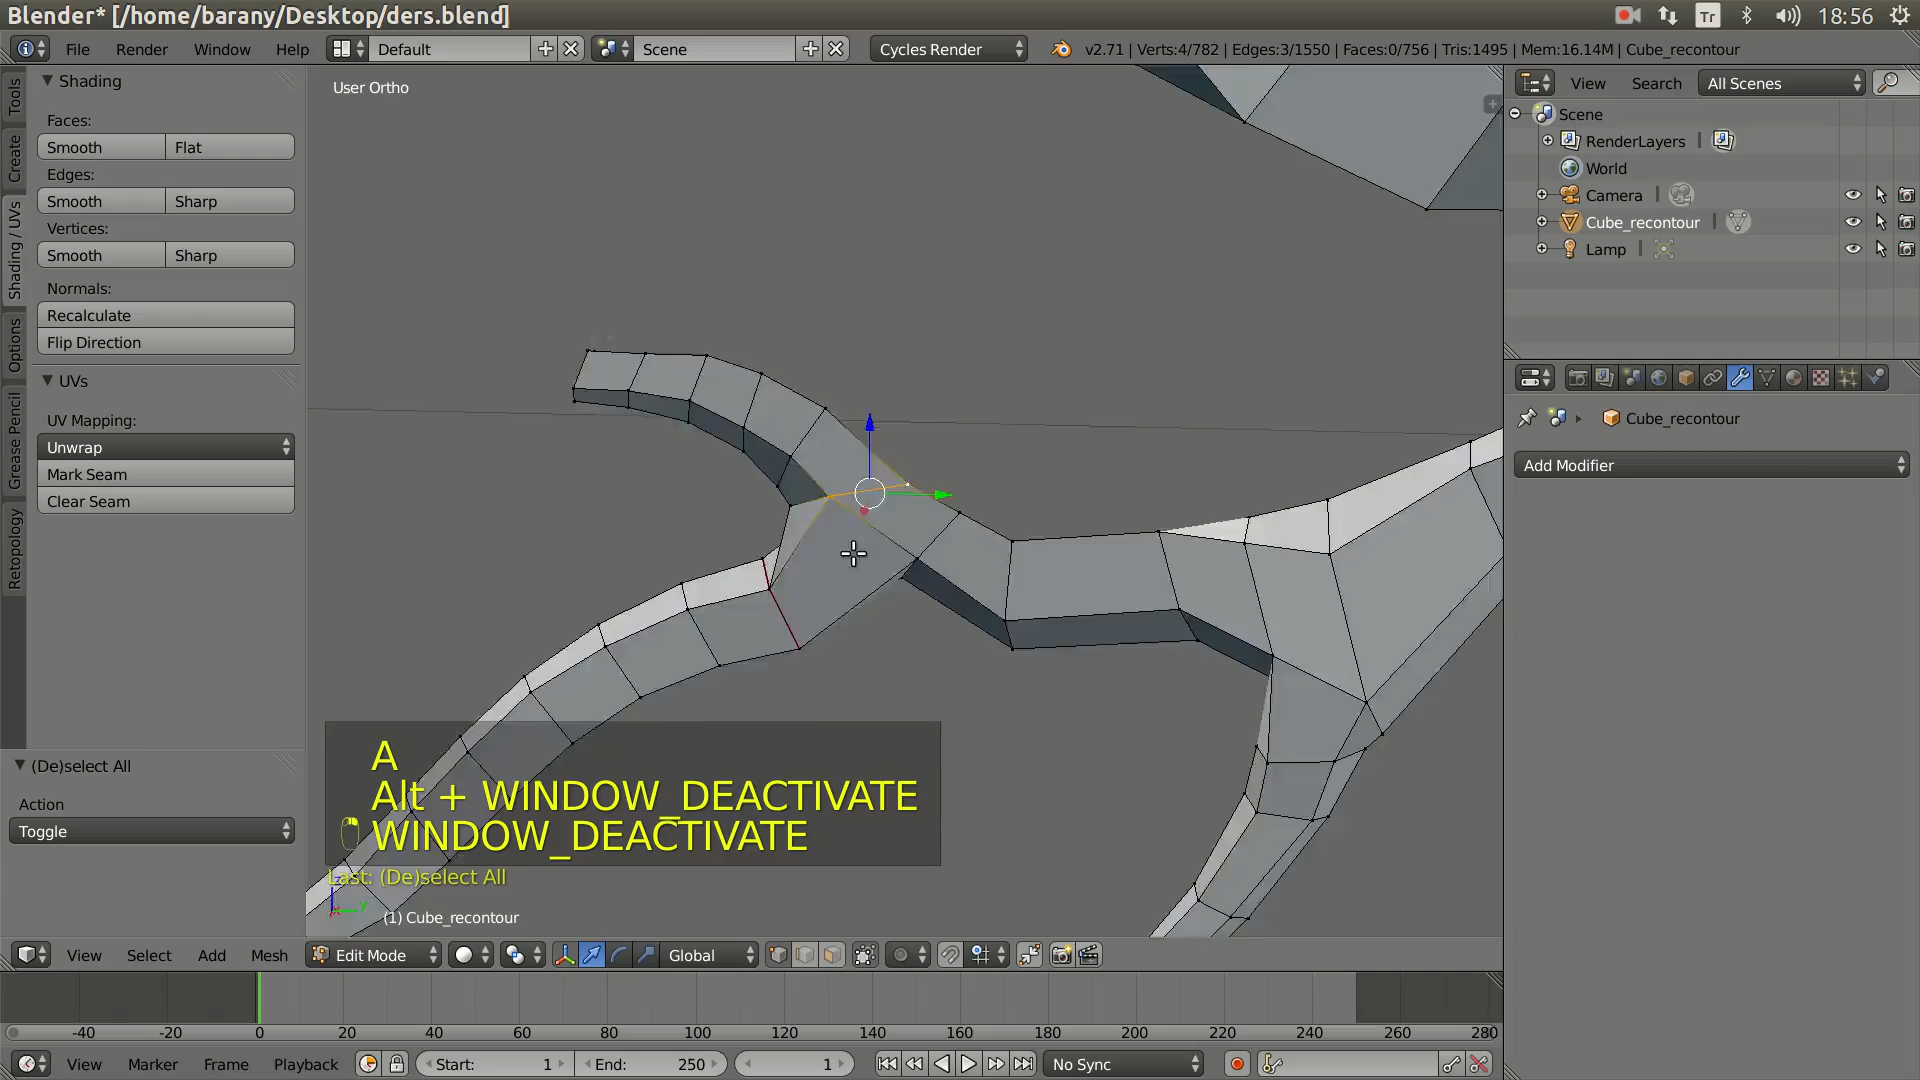 Blender* [/home/barany/Desktop/ders.blend]
Tr
18:56
File
Render
Window
Help
Default
Scene
Cycles Render
v2.71 | Verts:4/782 | Edges:3/1550 | Faces:0/756 | Tris:1495 | Mem:16.14M | Cube_recontour
Tools
Create
Shading / UVs
Options
Grease Pencil
Retopology
Shading
Faces:
Smooth
Flat
Edges:
Smooth
Sharp
Vertices:
Smooth
Sharp
Normals:
Recalculate
Flip Direction
UVs
UV Mapping:
Unwrap
Mark Seam
Clear Seam
(De)select All
Action
Toggle
User Ortho
A
Alt + WINDOW_DEACTIVATE
WINDOW_DEACTIVATE
Last: (De)select All
(1) Cube_recontour
View
Search
All Scenes
Scene
RenderLayers
World
Camera
Cube_recontour
Lamp
Cube_recontour
Add Modifier
View
Select
Add
Mesh
Edit Mode
Global
-40
-20
0
20
40
60
80
100
120
140
160
180
200
220
240
260
280
View
Marker
Frame
Playback
Start: 1
End: 250
1
No Sync